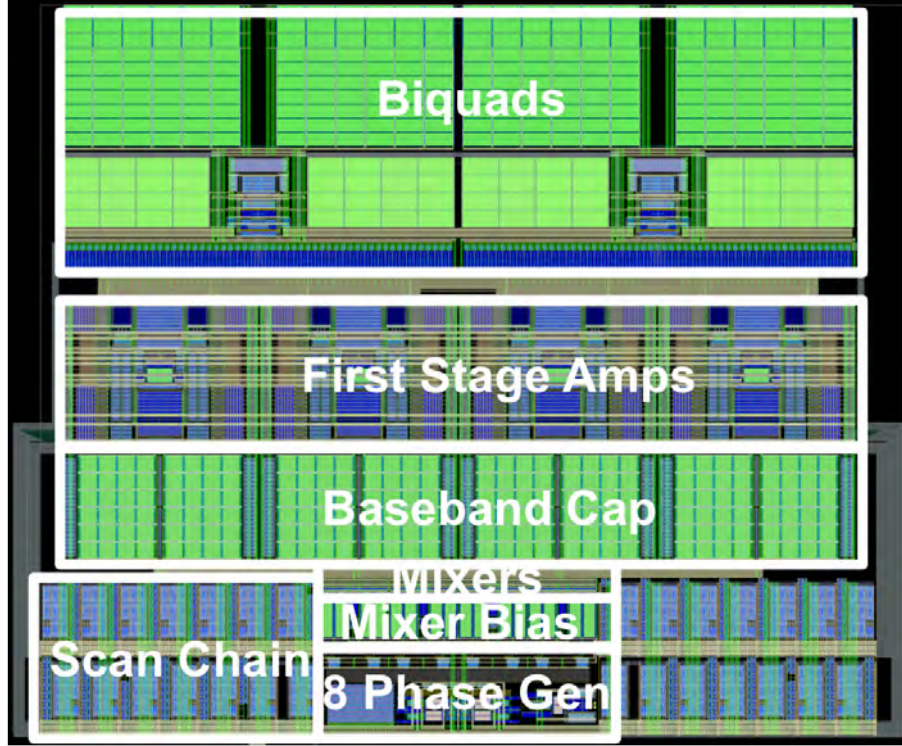 Biquads
First Stage Amps
Baseband Cap
Mixers
Mixer Bias
Scan Chain
8 Phase Gen